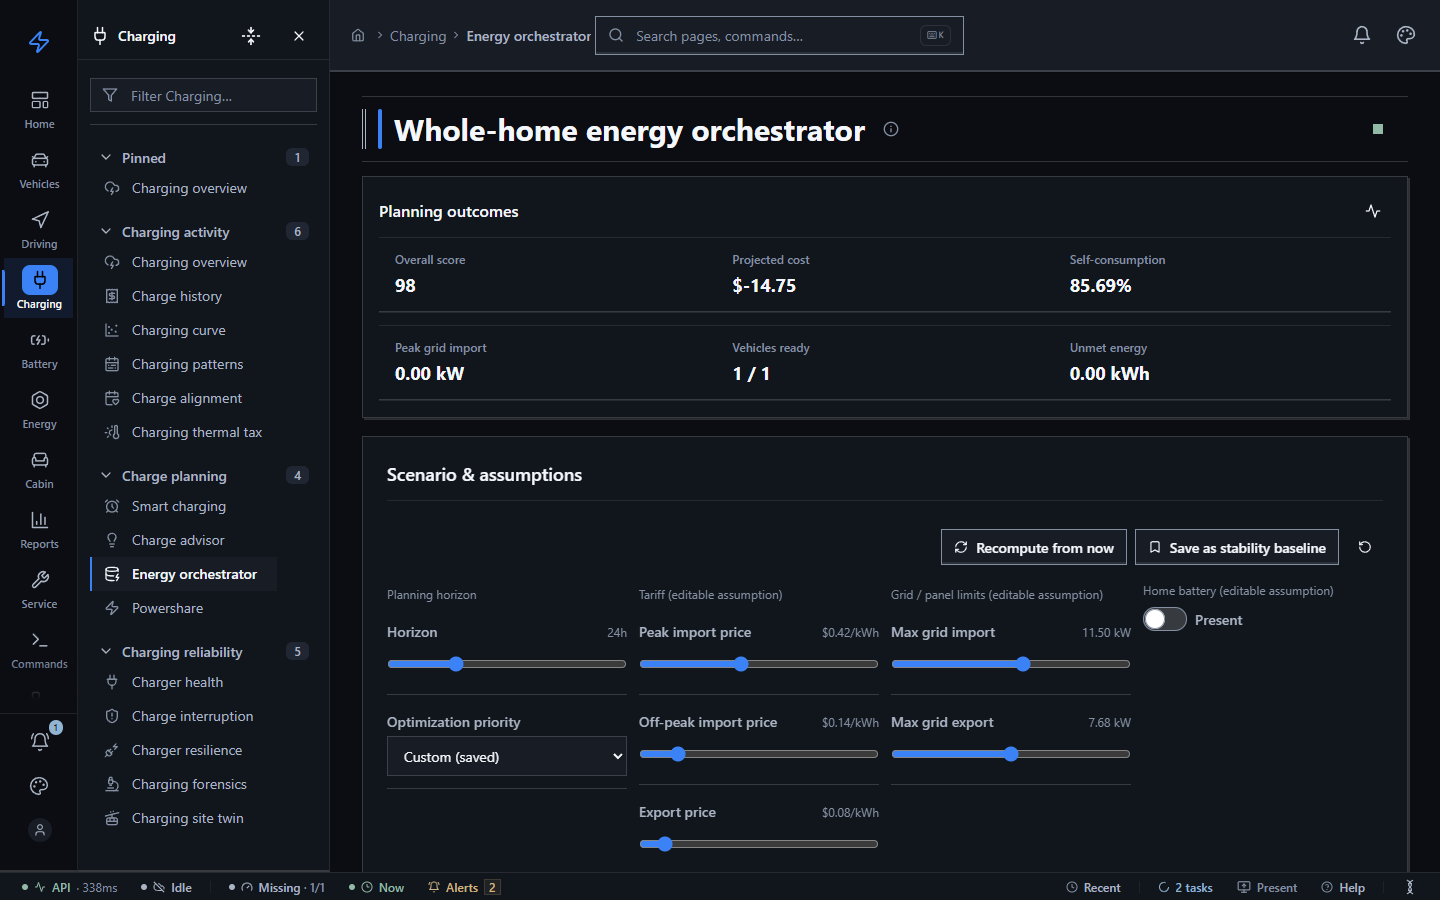 Home
Vehicles
Driving
Charging
Battery
Energy
Cabin
Reports
Service
Commands
1
Charging
Filter Charging...
Pinned 1
Charging overview
Charging activity 6
Charging overview
Charge history
Charging curve
Charging patterns
Charge alignment
Charging thermal tax
Charge planning 4
Smart charging
Charge advisor
Energy orchestrator
Powershare
Charging reliability 5
Charger health
Charge interruption
Charger resilience
Charging forensics
Charging site twin
Charging Energy orchestrator
Search pages, commands... K
Whole-home energy orchestrator
Planning outcomes
Overall score Projected cost Self-consumption
98 $-14.75 85.69%
Peak grid import Vehicles ready Unmet energy
0.00 kW 1 / 1 0.00 kWh
Scenario & assumptions
Recompute from now Save as stability baseline
Planning horizon
Horizon 24h
Optimization priority
Custom (saved)
Tariff (editable assumption)
Peak import price $0.42/kWh
Off-peak import price $0.14/kWh
Export price $0.08/kWh
Grid / panel limits (editable assumption)
Max grid import 11.50 kW
Max grid export 7.68 kW
Home battery (editable assumption)
Present
API · 338ms Idle Missing · 1/1 Now Alerts 2 Recent 2 tasks Present Help